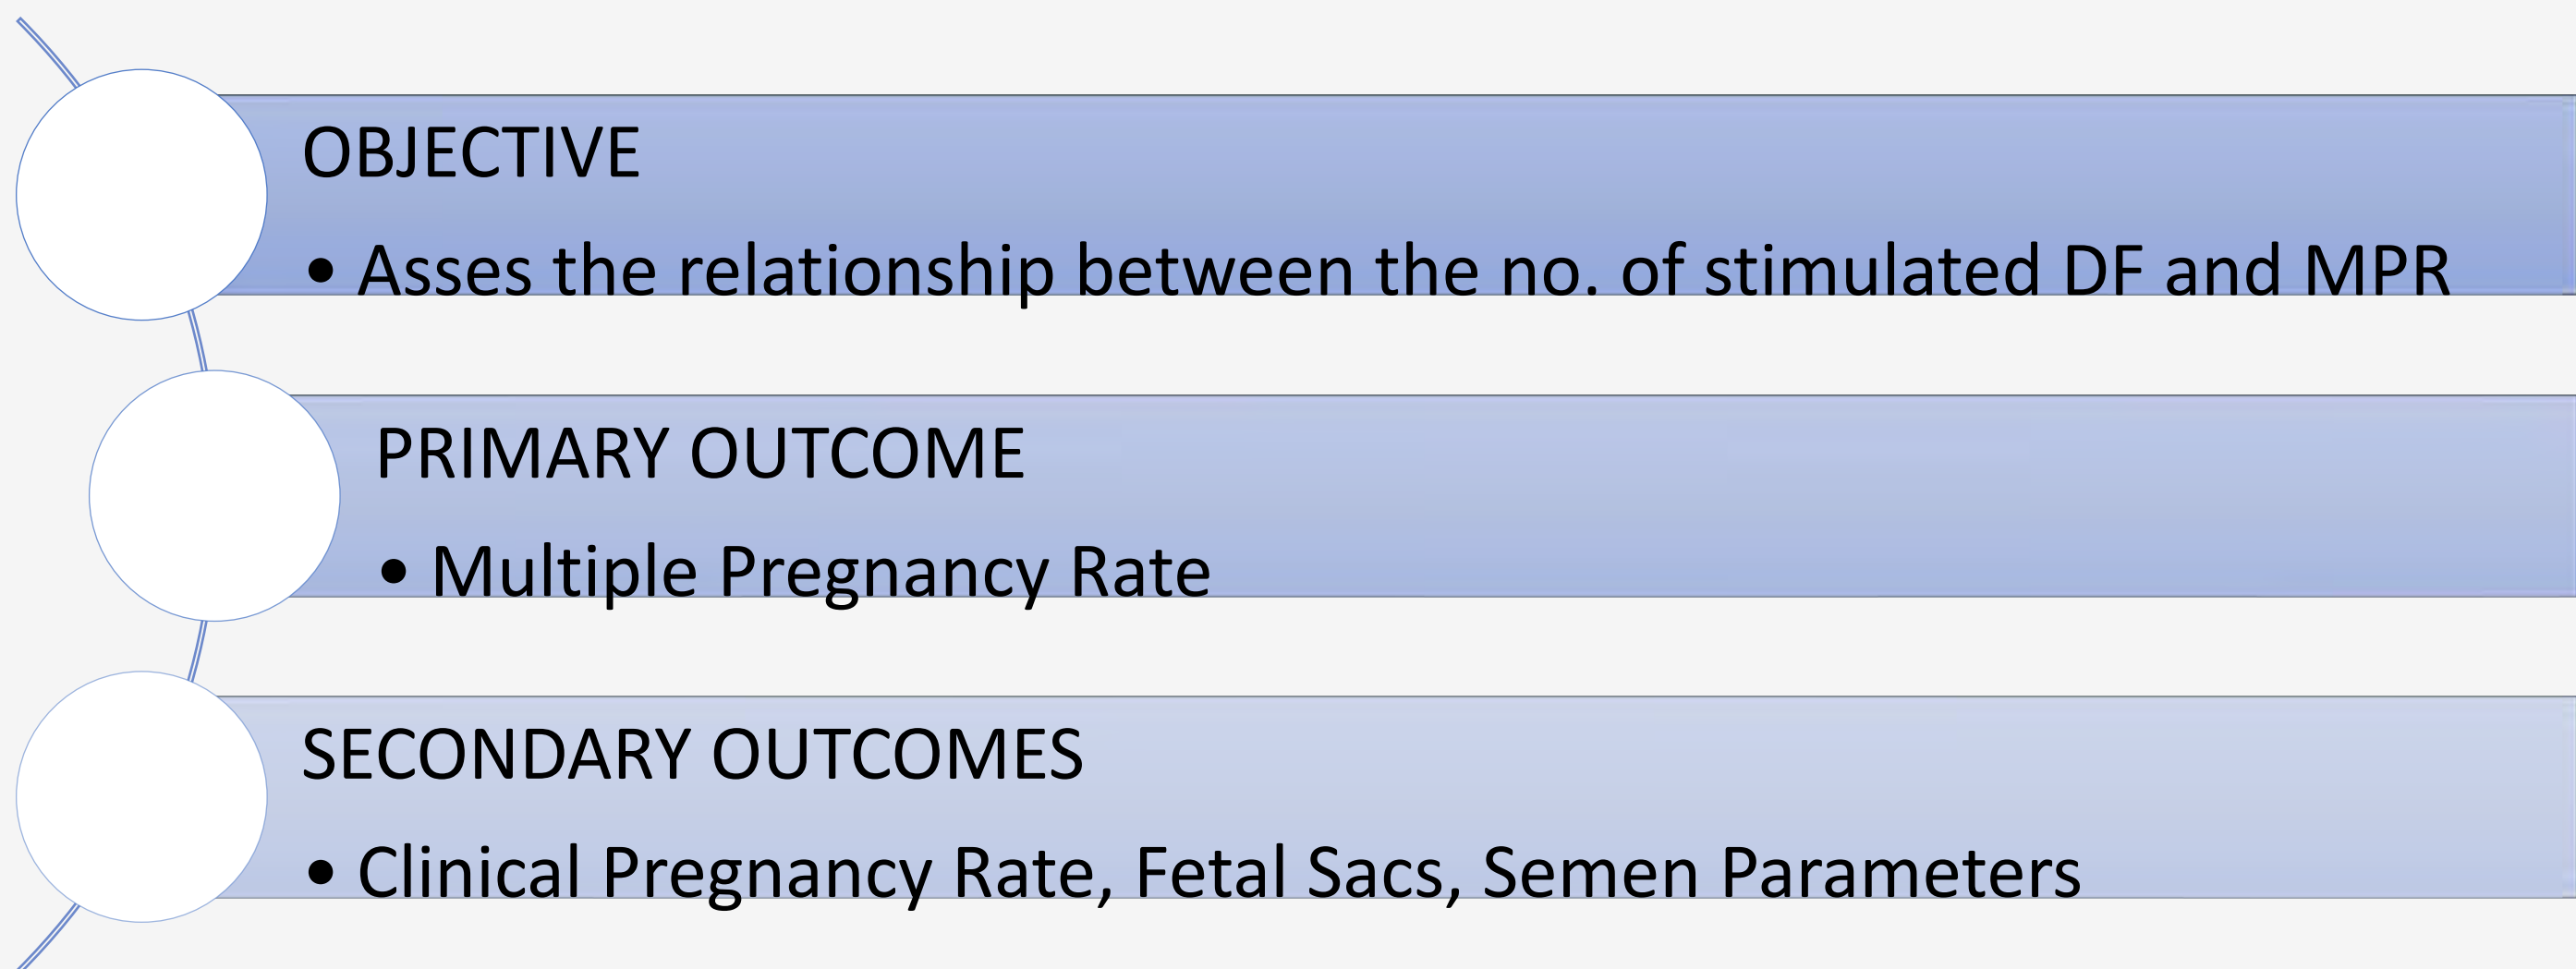 OBJECTIVE
• Asses the relationship between the no. of stimulated DF and MPR
PRIMARY OUTCOME
• Multiple Pregnancy Rate
SECONDARY OUTCOMES
• Clinical Pregnancy Rate, Fetal Sacs, Semen Parameters